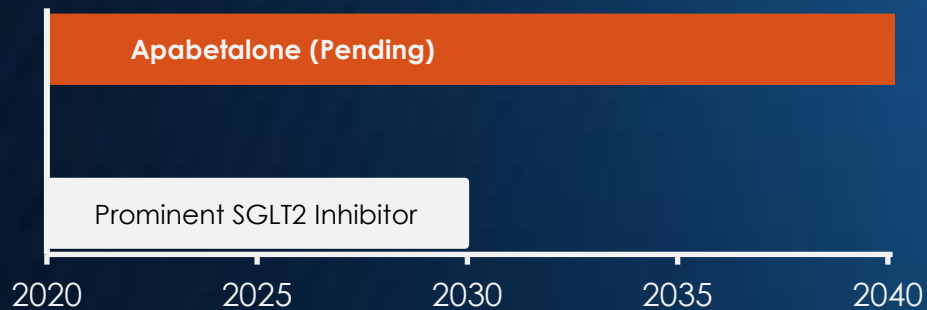 Apabetalone (Pending)
Prominent SGLT2 Inhibitor
2020 2025 2030 2035 2040